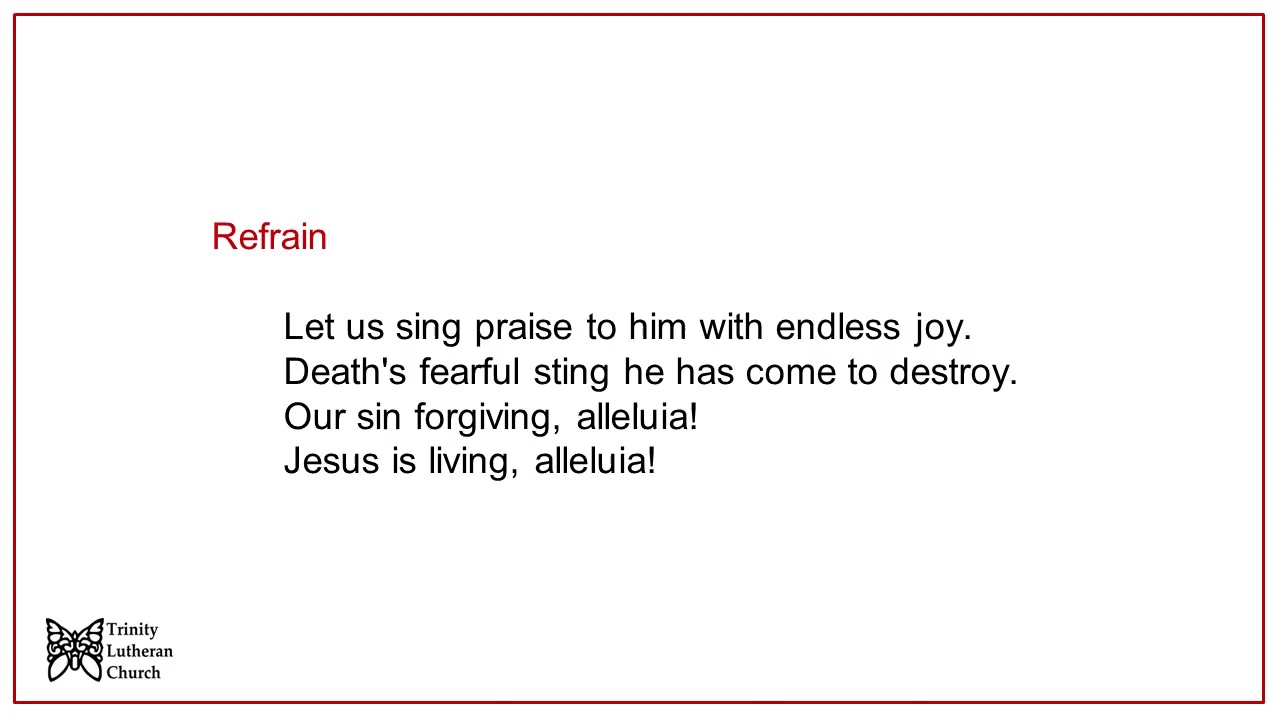 Refrain
Let us sing praise to him with endless joy.
Death's fearful sting he has come to destroy.
Our sin forgiving, alleluia!
Jesus is living, alleluia!
Trinity
Lutheran
Church